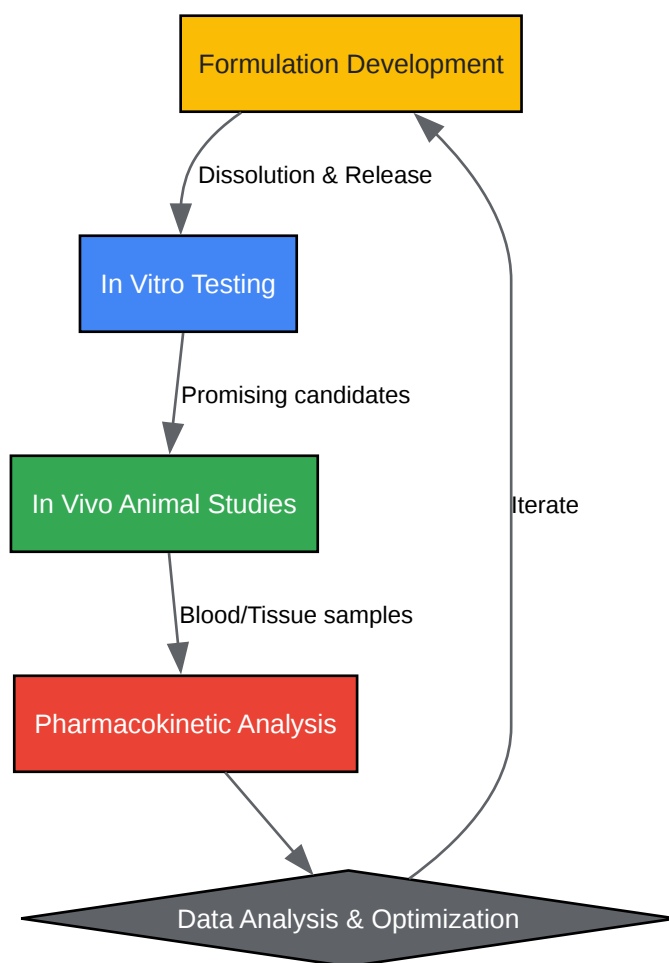 Formulation Development
Dissolution & Release
In Vitro Testing
Promising candidates
In Vivo Animal Studies
Iterate
Blood/Tissue samples
Pharmacokinetic Analysis
Data Analysis & Optimization